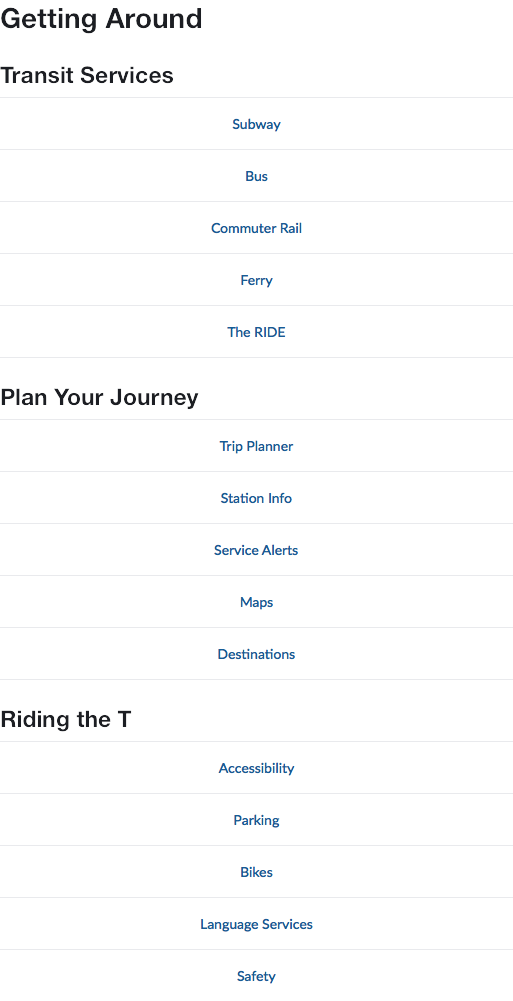 Getting Around
Transit Services
Subway
Bus
Commuter Rail
Ferry
The RIDE
Plan Your Journey
Trip Planner
Station Info
Service Alerts
Maps
Destinations
Riding the T
Accessibility
Parking
Bikes
Language Services
Safety